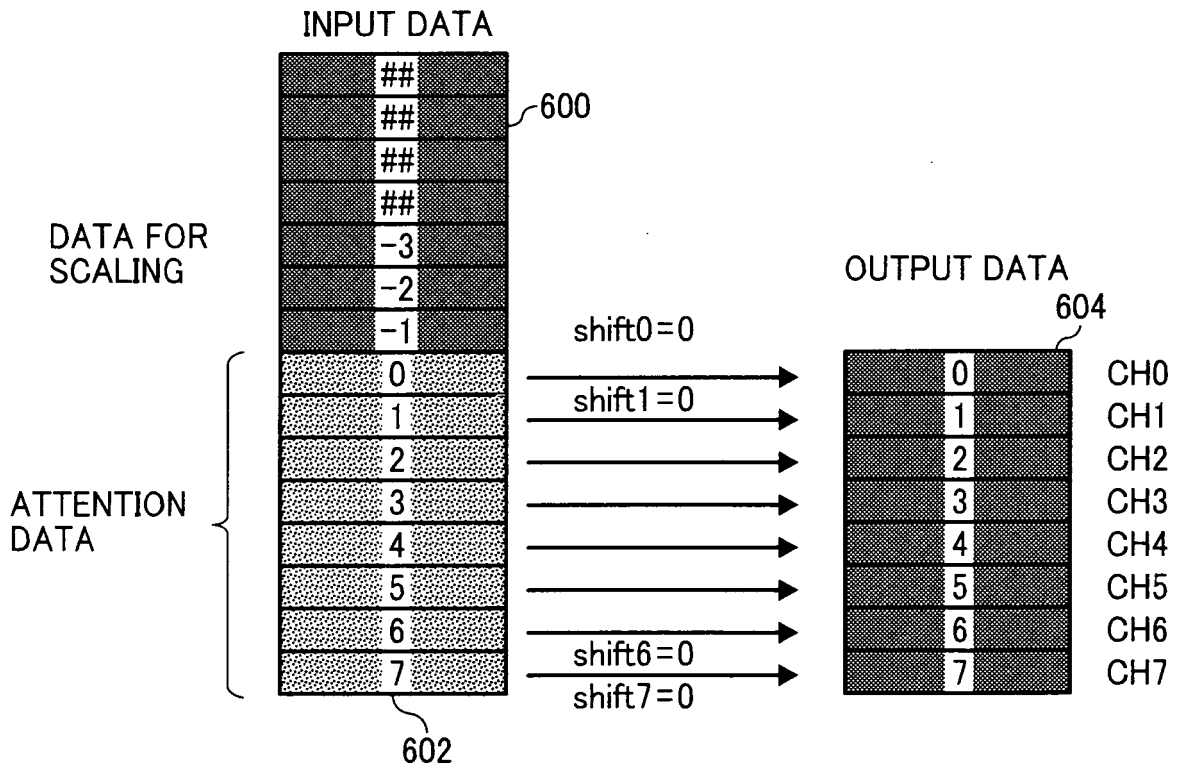 INPUT DATA
##
##
600
##
##
DATA FOR
SCALING
-3
-2
-1
OUTPUT DATA
604
shift0=0
0
0
CH0
shift1=0
1
1
CH1
2
2
CH2
ATTENTION
DATA
3
3
CH3
4
4
CH4
5
5
CH5
6
6
CH6
shift6=0
7
7
CH7
shift7=0
602